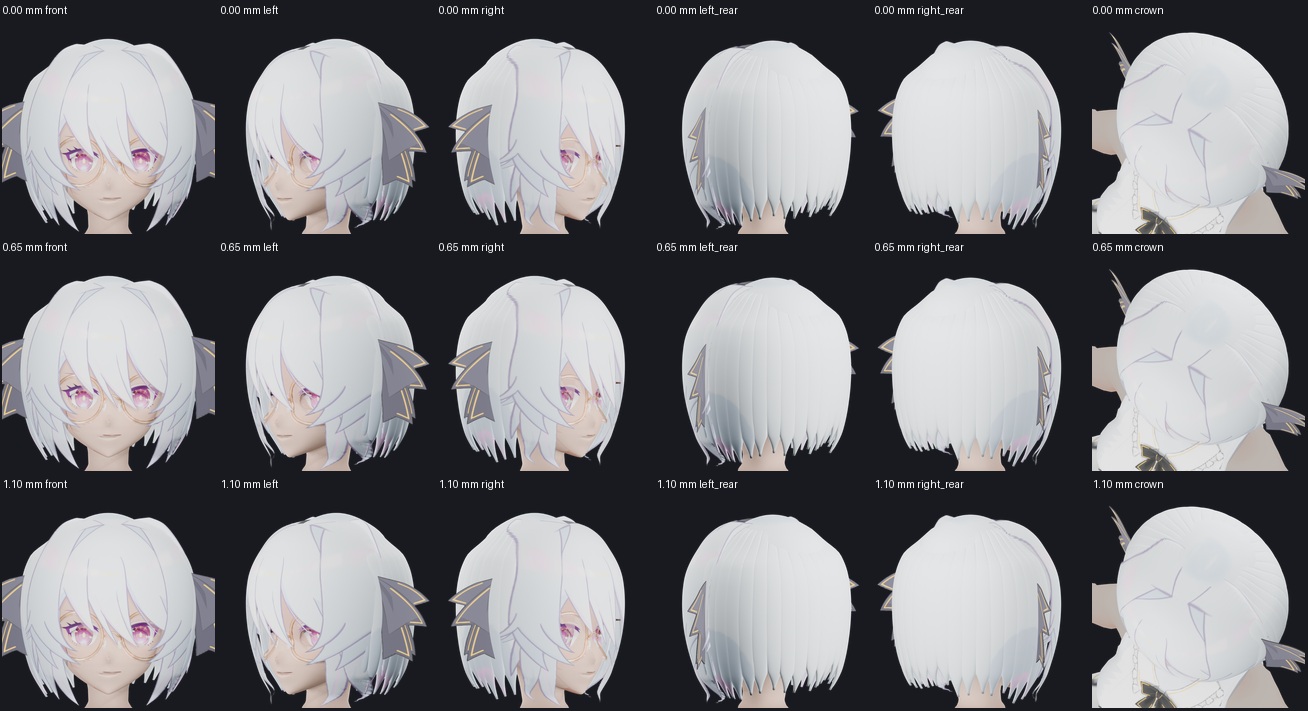 0.00 mm front
0.00 mm left
0.00 mm right
0.00 mm left_rear
0.00 mm right_rear
0.00 mm crown
0.65 mm front
0.65 mm left
0.65 mm right
0.65 mm left_rear
0.65 mm right_rear
0.65 mm crown
1.10 mm front
1.10 mm left
1.10 mm right
1.10 mm left_rear
1.10 mm right_rear
1.10 mm crown